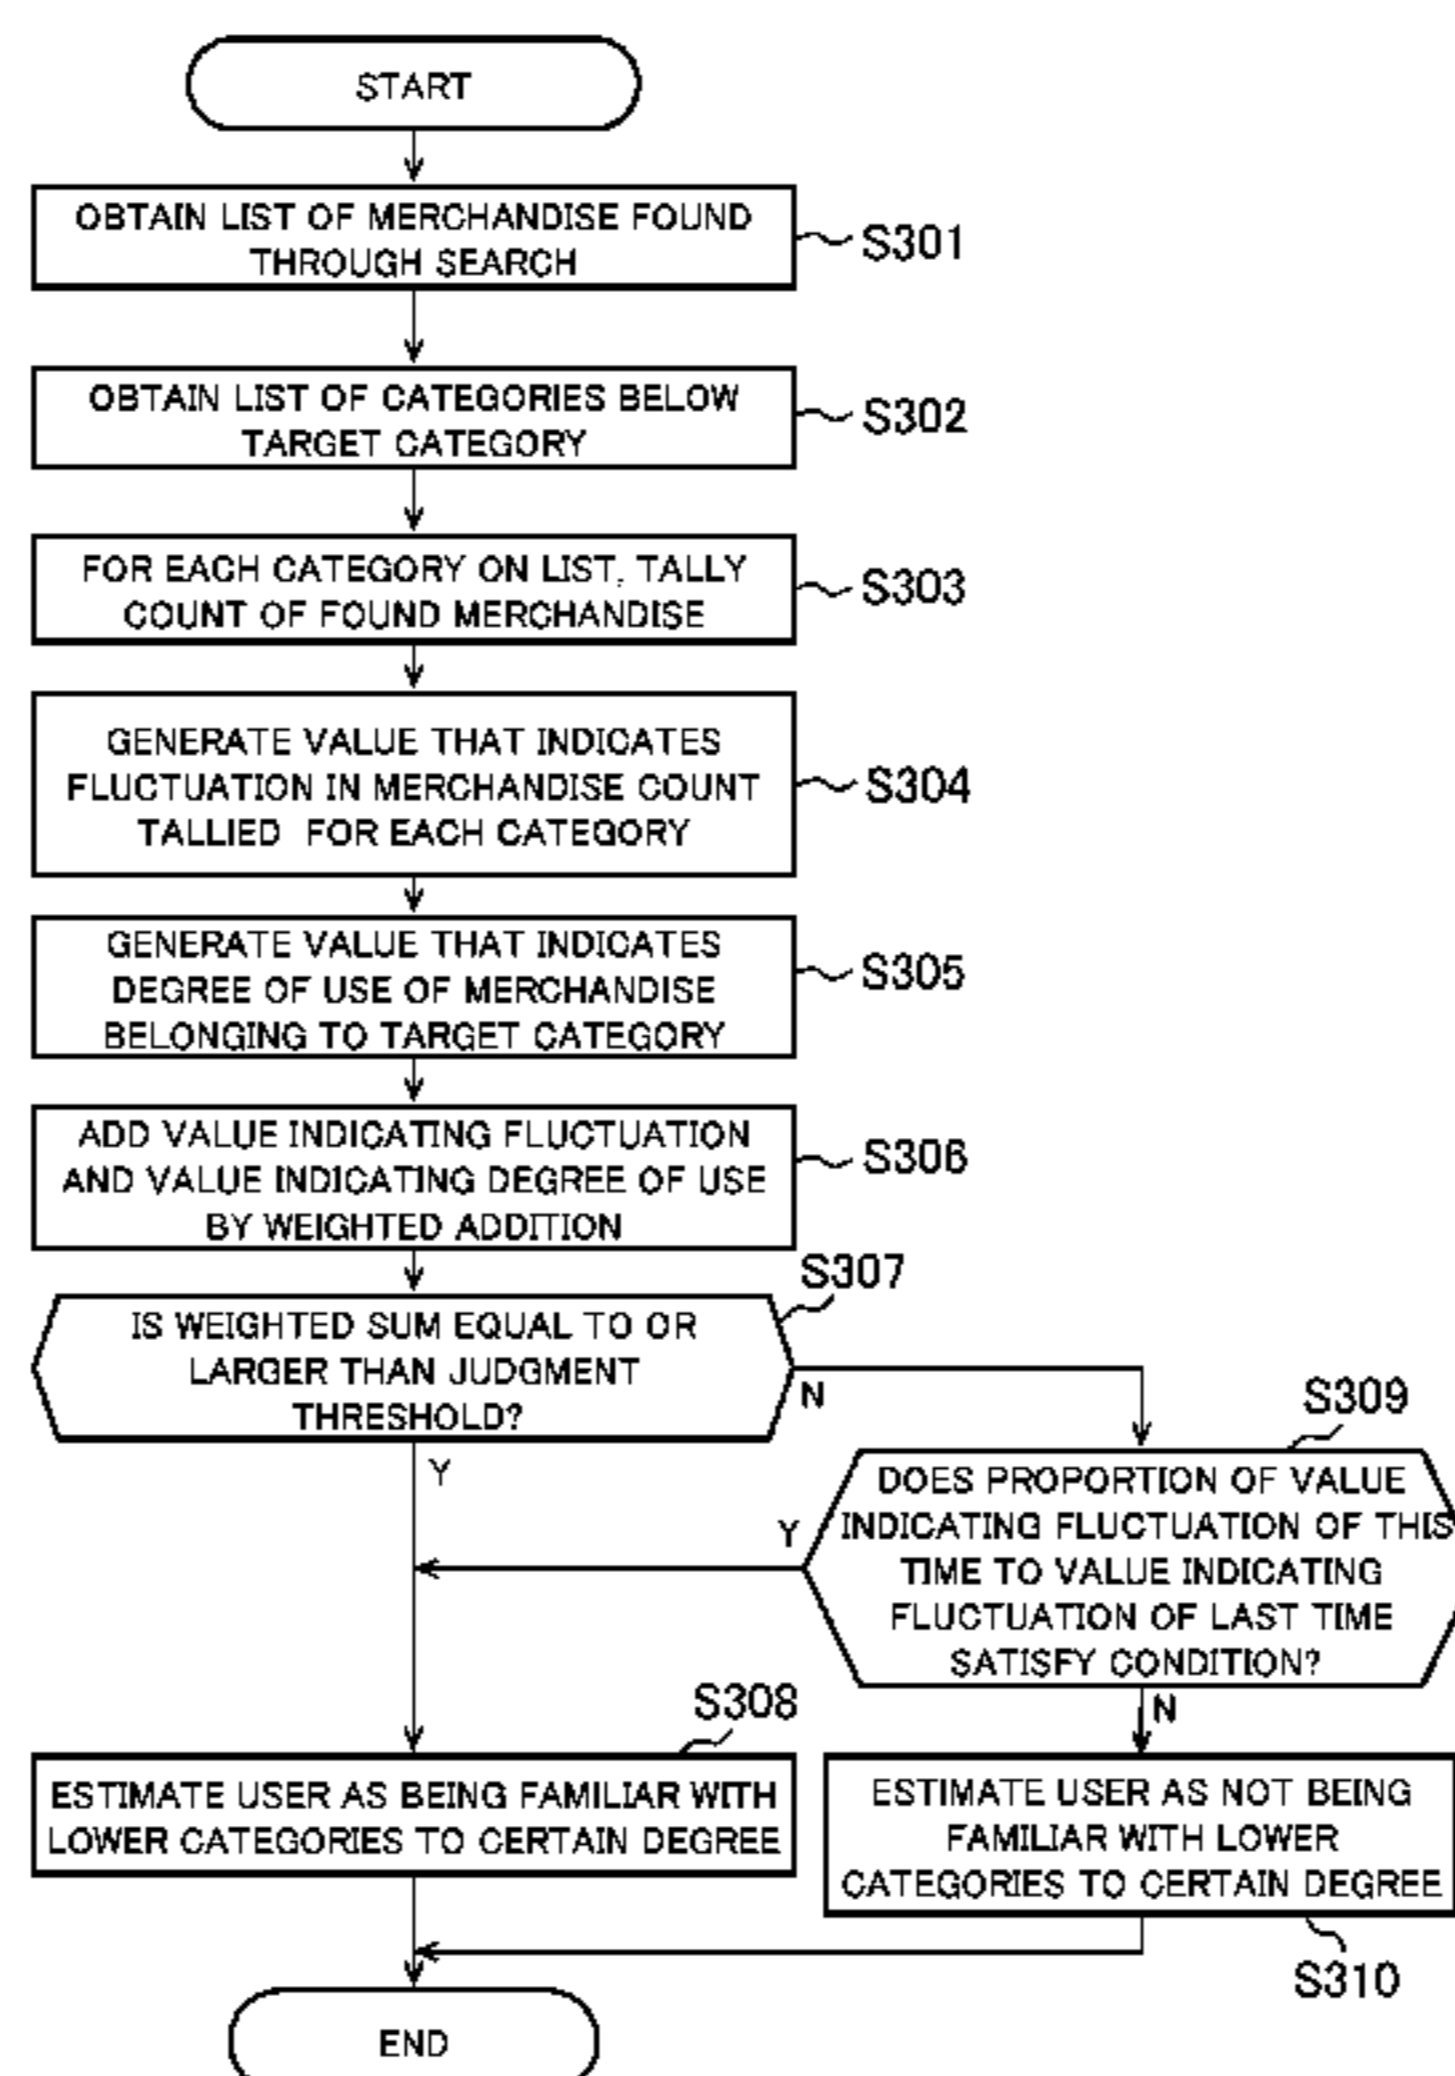 START
OBTAIN LIST OF MERCHANDISE FOUND
THROUGH SEARCH
S301
OBTAIN LIST OF CATEGORIES BELOW
TARGET CATEGORY
S302
FOR EACH CATEGORY ON LIST, TALLY
COUNT OF FOUND MERCHANDISE
S303
GENERATE VALUE THAT INDICATES
FLUCTUATION IN MERCHANDISE COUNT
TALLIED FOR EACH CATEGORY
S304
GENERATE VALUE THAT INDICATES
DEGREE OF USE OF MERCHANDISE
BELONGING TO TARGET CATEGORY
S305
ADD VALUE INDICATING FLUCTUATION
AND VALUE INDICATING DEGREE OF USE
BY WEIGHTED ADDITION
S306
S307
IS WEIGHTED SUM EQUAL TO OR
LARGER THAN JUDGMENT
THRESHOLD?
N
Y
S309
DOES PROPORTION OF VALUE
INDICATING FLUCTUATION OF THIS
TIME TO VALUE INDICATING
FLUCTUATION OF LAST TIME
SATISFY CONDITION?
Y
N
S308
ESTIMATE USER AS BEING FAMILIAR WITH
LOWER CATEGORIES TO CERTAIN DEGREE
ESTIMATE USER AS NOT BEING
FAMILIAR WITH LOWER
CATEGORIES TO CERTAIN DEGREE
S310
END